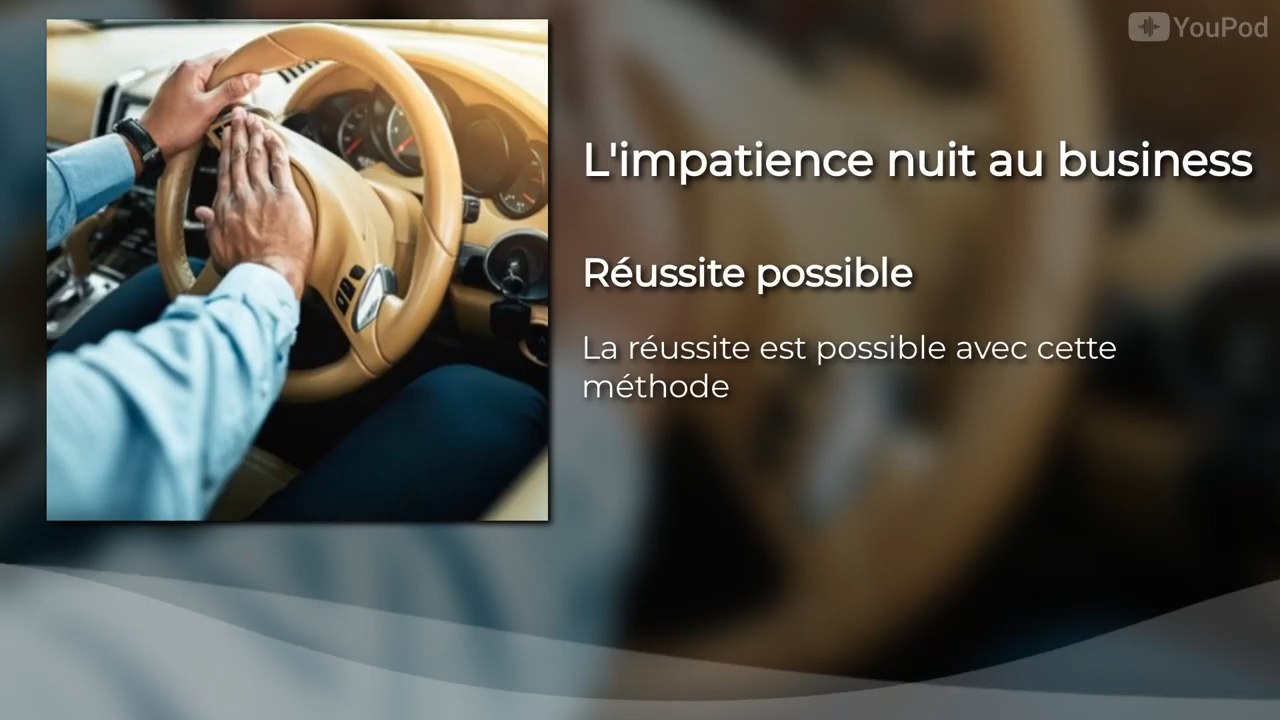 YouPod
L'impatience nuit au business
Réussite possible
La réussite est possible avec cette
méthode